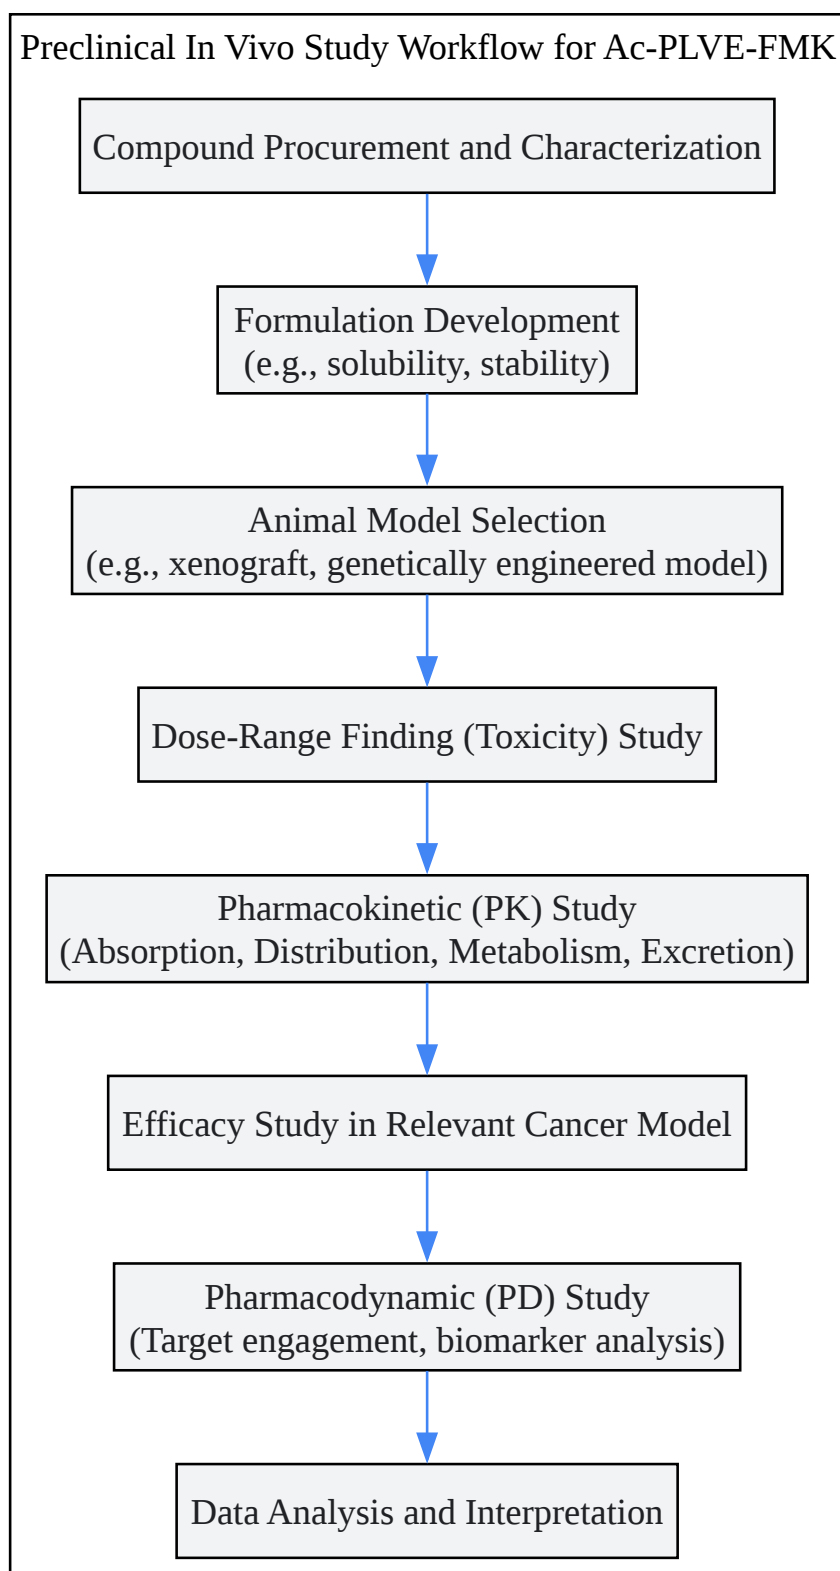 Preclinical In Vivo Study Workflow for Ac-PLVE-FMK
Compound Procurement and Characterization
Formulation Development
(e.g., solubility, stability)
Animal Model Selection
(e.g., xenograft, genetically engineered model)
Dose-Range Finding (Toxicity) Study
Pharmacokinetic (PK) Study
(Absorption, Distribution, Metabolism, Excretion)
Efficacy Study in Relevant Cancer Model
Pharmacodynamic (PD) Study
(Target engagement, biomarker analysis)
Data Analysis and Interpretation